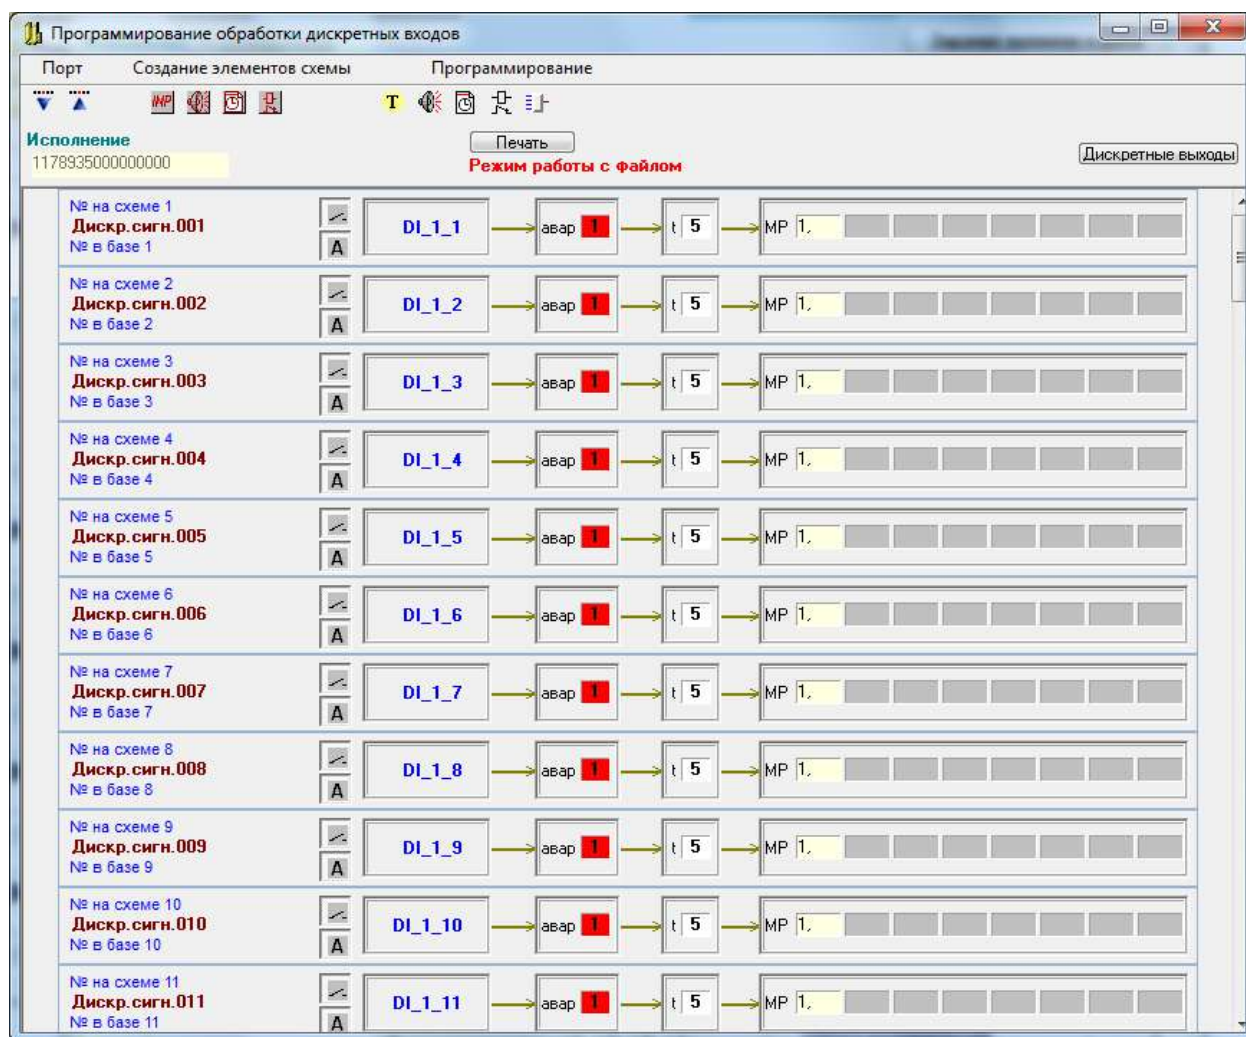 Программирование обработки дискретных входов
Порт Создание элементов схемы Программирование
IMP T
Исполнение
Печать
1178935000000000
Режим работы с файлом
Дискретные выходы
№ на схеме 1
Дискр.сигн.001
№ в базе 1
A
DI_1_1 авар 1 t 5 МР 1,
№ на схеме 2
Дискр.сигн.002
№ в базе 2
A
DI_1_2 авар 1 t 5 МР 1,
№ на схеме 3
Дискр.сигн.003
№ в базе 3
A
DI_1_3 авар 1 t 5 МР 1,
№ на схеме 4
Дискр.сигн.004
№ в базе 4
A
DI_1_4 авар 1 t 5 МР 1,
№ на схеме 5
Дискр.сигн.005
№ в базе 5
A
DI_1_5 авар 1 t 5 МР 1,
№ на схеме 6
Дискр.сигн.006
№ в базе 6
A
DI_1_6 авар 1 t 5 МР 1,
№ на схеме 7
Дискр.сигн.007
№ в базе 7
A
DI_1_7 авар 1 t 5 МР 1,
№ на схеме 8
Дискр.сигн.008
№ в базе 8
A
DI_1_8 авар 1 t 5 МР 1,
№ на схеме 9
Дискр.сигн.009
№ в базе 9
A
DI_1_9 авар 1 t 5 МР 1,
№ на схеме 10
Дискр.сигн.010
№ в базе 10
A
DI_1_10 авар 1 t 5 МР 1,
№ на схеме 11
Дискр.сигн.011
№ в базе 11
A
DI_1_11 авар 1 t 5 МР 1,